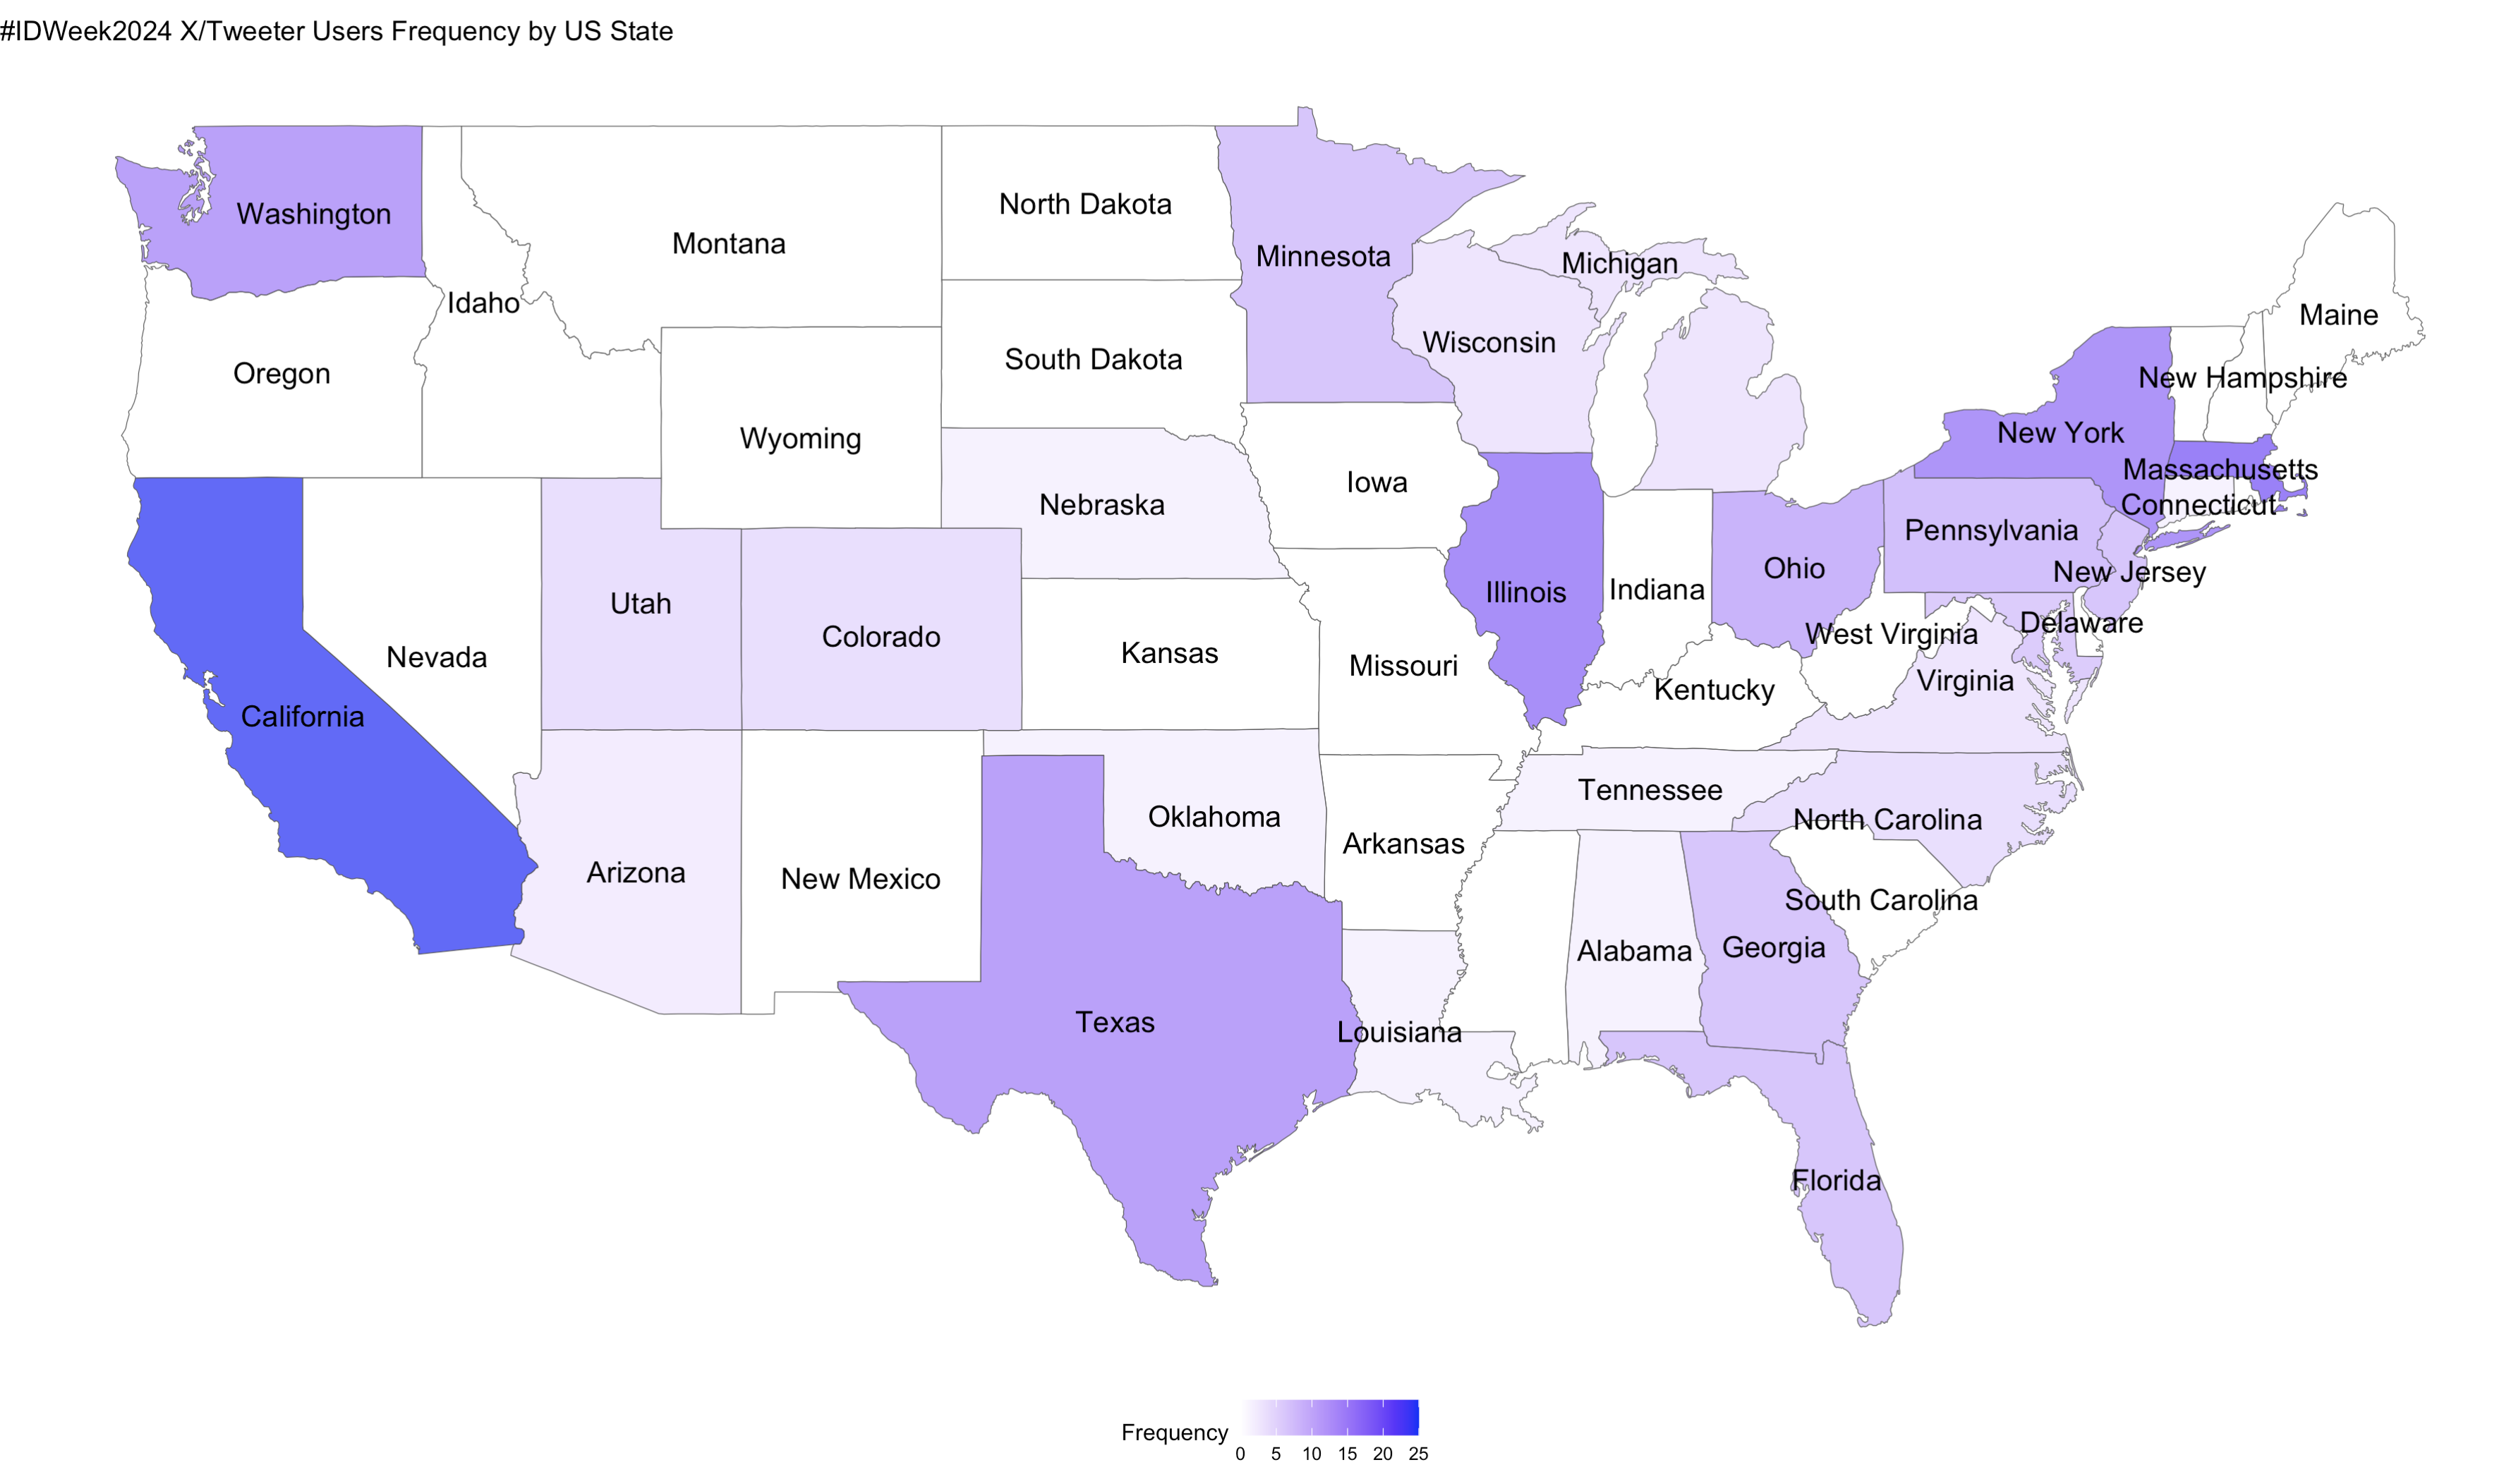 #IDWeek2024 X/Tweeter Users Frequency by US State
North Dakota
Washington
Montana
Minnesota
Michigan
Idaho
Maine
Wisconsin
South Dakota
Oregon
New Hampshire
New York
Wyoming
Massachusetts
Iowa
Nebraska
Connecticut
Pennsylvania
Ohio
New Jersey
Indiana
Illinois
Utah
Delaware
West Virginia
Colorado
Kansas
Nevada
Missouri
Virginia
Kentucky
California
Tennessee
Oklahoma
North Carolina
Arkansas
Arizona
New Mexico
South Carolina
Georgia
Alabama
Texas
Louisiana
Florida
Frequency
0 5 10 15 20 25